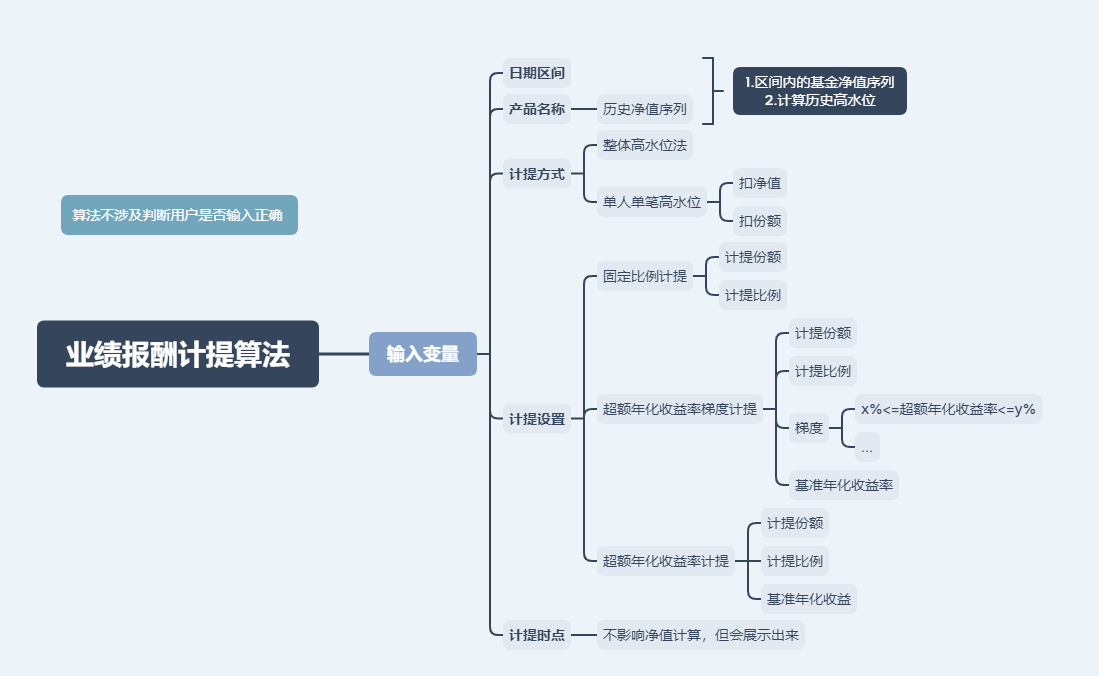 算法不涉及判断用户是否输入正确
业绩报酬计提算法
输入变量
日期区间
产品名称
历史净值序列
1.区间内的基金净值序列
2.计算历史高水位
计提方式
整体高水位法
单人单笔高水位
扣净值
扣份额
计提设置
固定比例计提
计提份额
计提比例
超额年化收益率梯度计提
计提份额
计提比例
梯度
x%<=超额年化收益率<=y%
...
基准年化收益率
超额年化收益率计提
计提份额
计提比例
基准年化收益
计提时点
不影响净值计算，但会展示出来